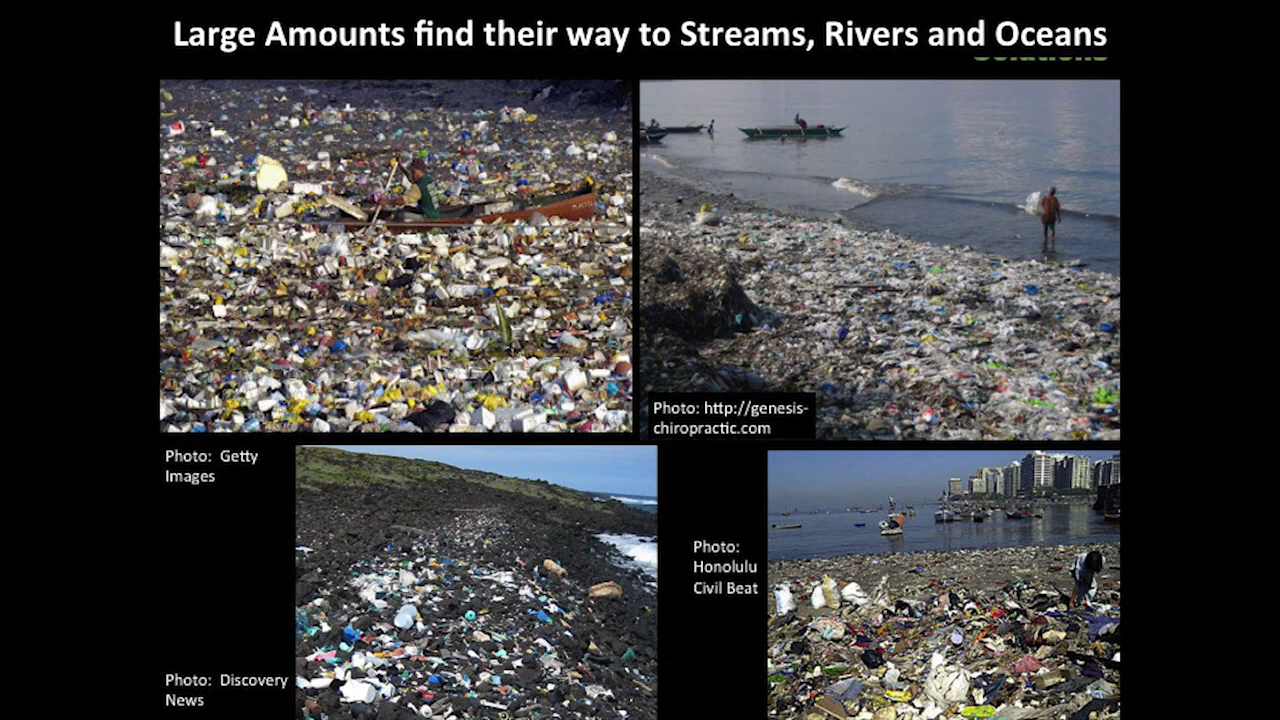 Large Amounts find their way to Streams, Rivers and Oceans
Photo: http://genesis-
chiropractic.com
Photo: Getty
Images
Photo:
Honolulu
Civil Beat
Photo: Discovery
News